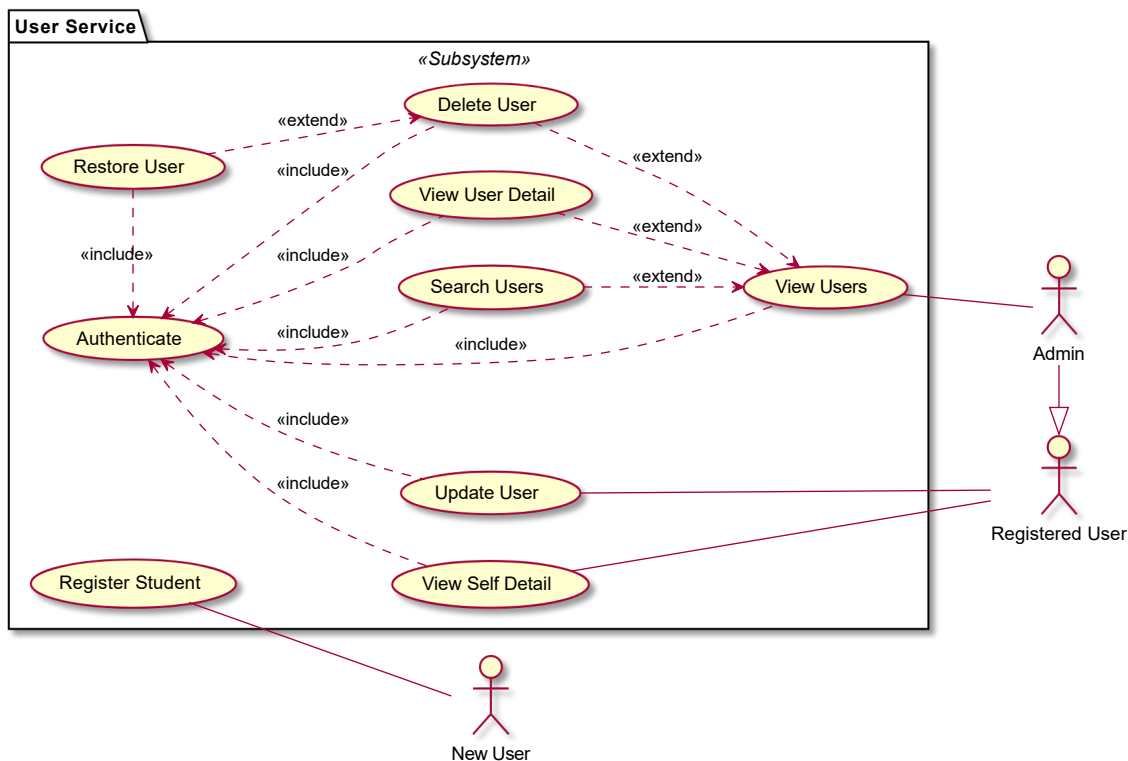 User Service
«Subsystem»
Delete User
«extend»
Restore User
«include»
«extend»
View User Detail
«extend»
«include»
«include»
Search Users
«extend»
View Users
Authenticate
«include»
«include»
Admin
«include»
Update User
«include»
Registered User
Register Student
View Self Detail
New User